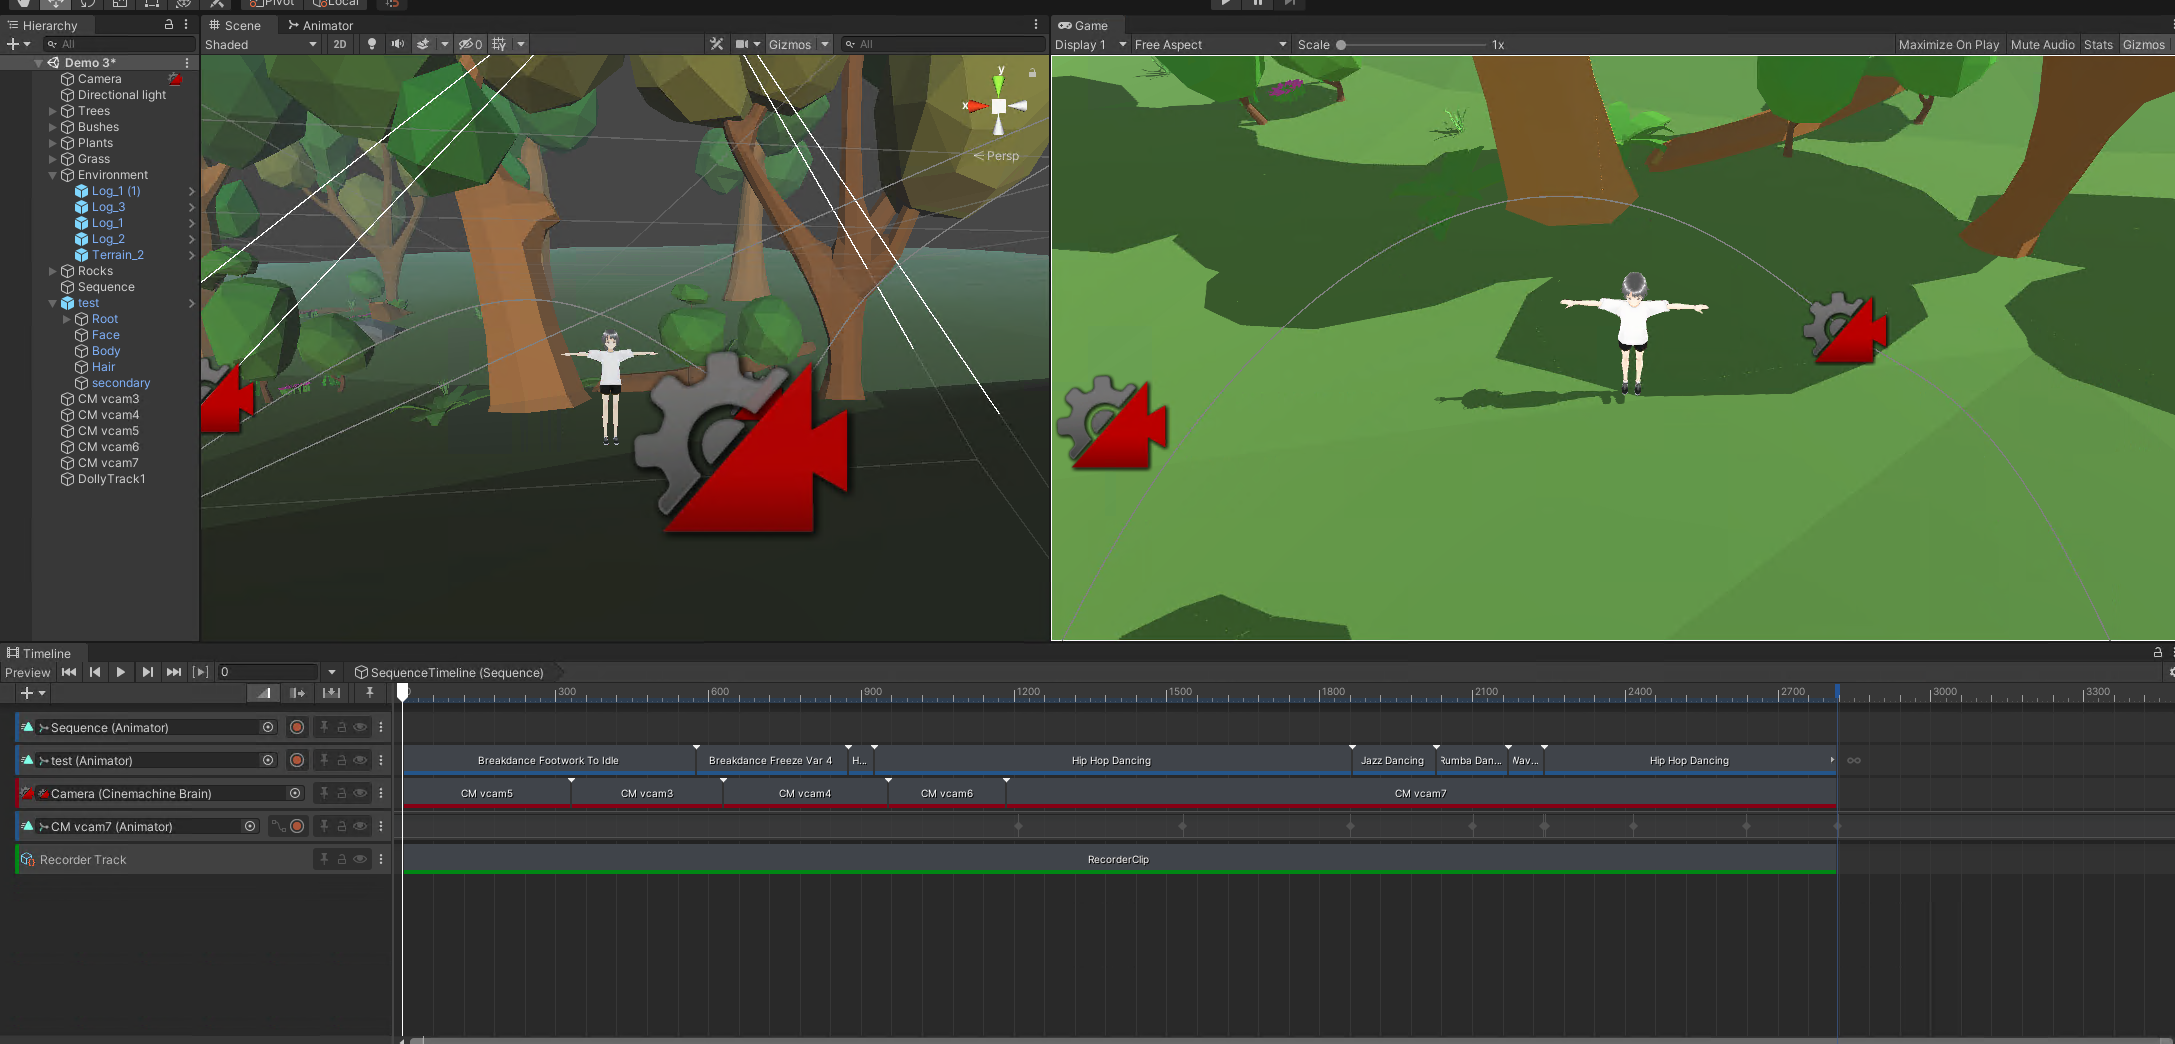 Pivot Local
Hierarchy
All
Demo 3*
Camera
Directional light
Trees
Bushes
Plants
Grass
Environment
Log_1 (1)
Log_3
Log_1
Log_2
Terrain_2
Rocks
Sequence
test
Root
Face
Body
Hair
secondary
CM vcam3
CM vcam4
CM vcam5
CM vcam6
CM vcam7
DollyTrack1
Scene Animator
Shaded 2D 0 Gizmos All
y
x
Persp
Game
Display 1 Free Aspect Scale 1x Maximize On Play Mute Audio Stats Gizmos
Timeline
Preview 0 SequenceTimeline (Sequence)
300 600 900 1200 1500 1800 2100 2400 2700 3000 3300
Sequence (Animator)
test (Animator) Breakdance Footwork To Idle Breakdance Freeze Var 4 H... Hip Hop Dancing Jazz Dancing Rumba Dan... Wav... Hip Hop Dancing
Camera (Cinemachine Brain) CM vcam5 CM vcam3 CM vcam4 CM vcam6 CM vcam7
CM vcam7 (Animator)
Recorder Track RecorderClip